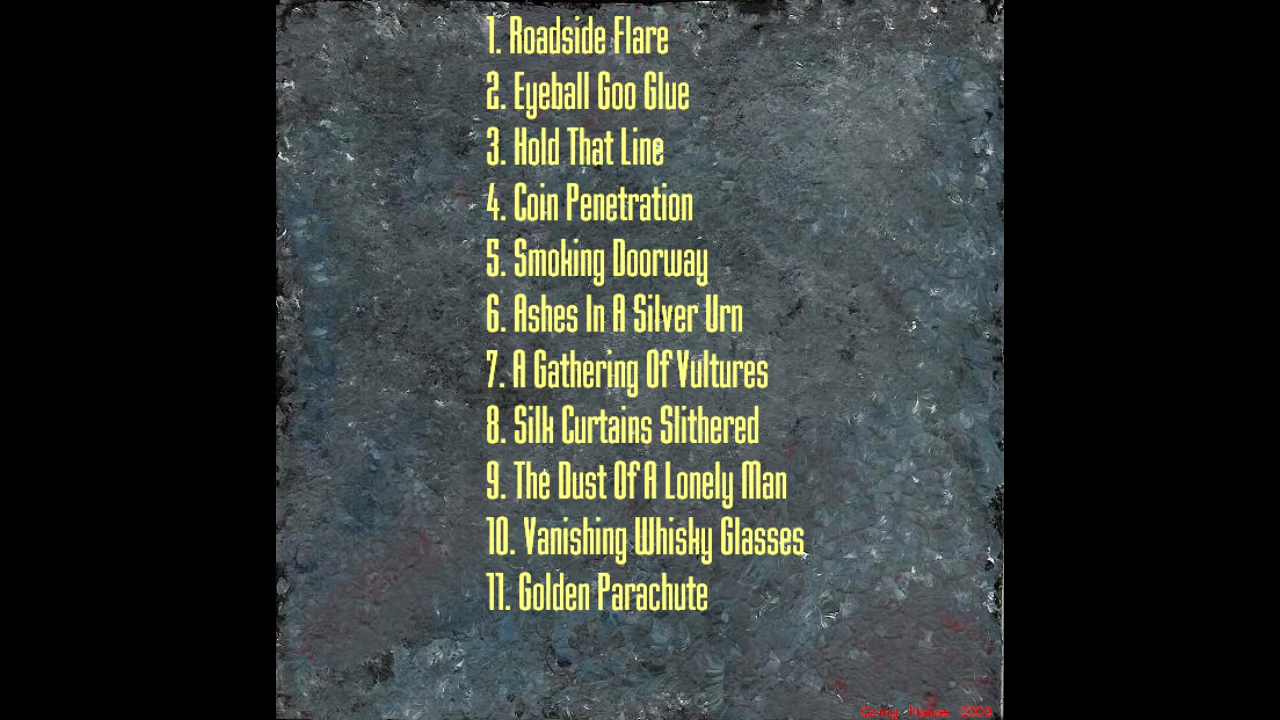 1. Roadside Flare
2. Eyeball Goo Glue
3. Hold That Line
4. Coin Penetration
5. Smoking Doorway
6. Ashes In A Silver Urn
7. A Gathering Of Vultures
8. Silk Curtains Slithered
9. The Dust Of A Lonely Man
10. Vanishing Whisky Glasses
11. Golden Parachute
Going Native 2008